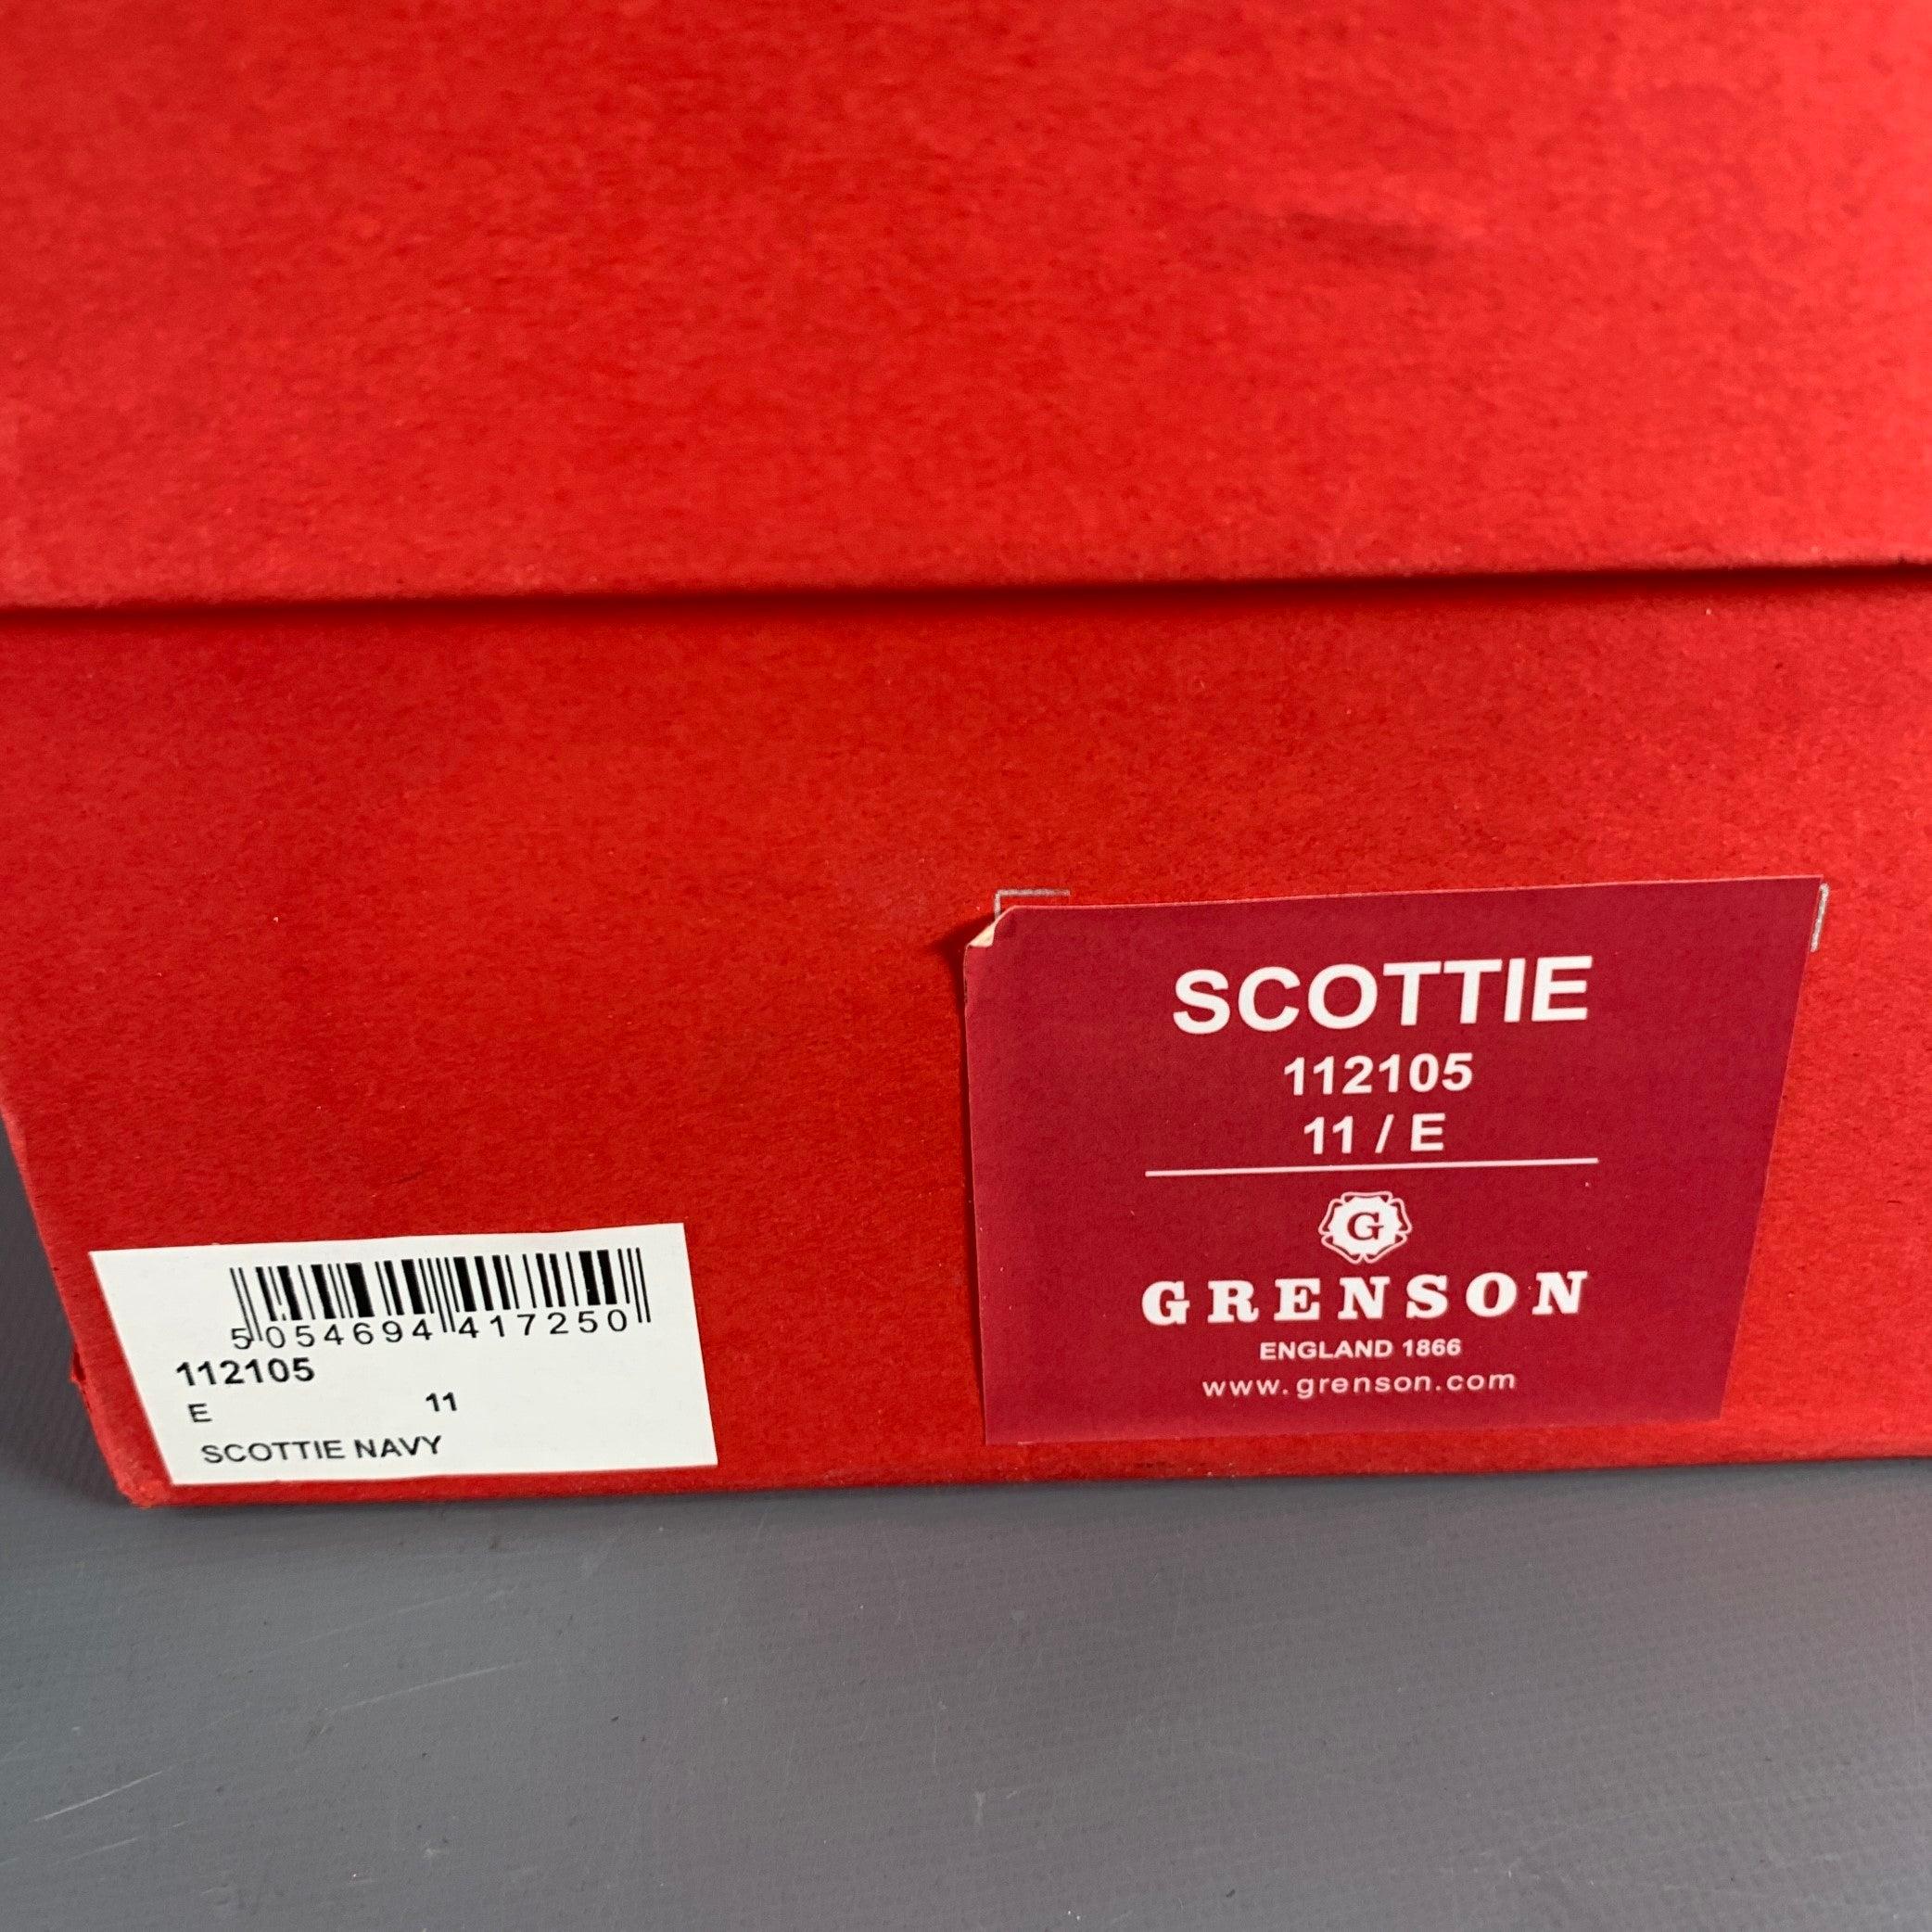 SCOTTIE
112105
11 / E
G
GRENSON
ENGLAND 1866
www.grenson.com
5054694417250
112105
E 11
SCOTTIE NAVY